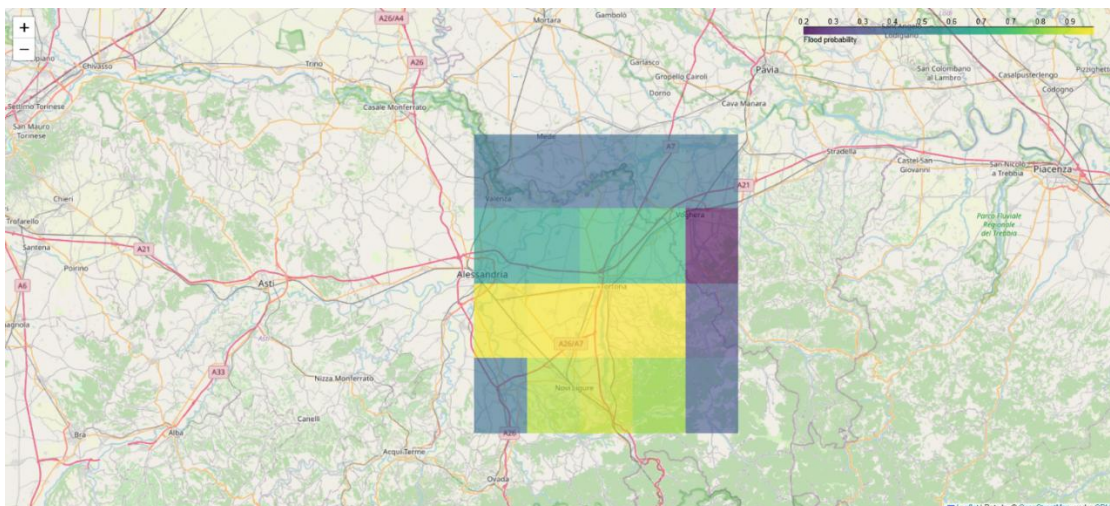 +
−
A26/A4
Mortara
Gambolò
0.2 0.3 0.3 0.4 0.5 0.6 0.7 0.8 0.9
Flood probability
Lodigiano
Chivasso
Trino
A26
Garlasco
Gropello Cairoli
Pavia
San Colombano al Lambro
Casalpusterlengo
Pizzighetto
Codogno
Settimo Torinese
Casale Monferrato
Dorno
Cava Manara
San Mauro Torinese
Mede
A7
Stradella
Castel San Giovanni
San Nicolò a Trebbia
Piacenza
Chieri
Valenza
A21
Voghera
Trofarello
Santena
A21
Parco Fluviale Regionale del Trebbia
Poirino
Alessandria
A6
Asti
Tortona
Asti
A26/A7
A33
Nizza Monferrato
Novi Ligure
Canelli
Bra
Alba
A26
Acqui Terme
Ovada